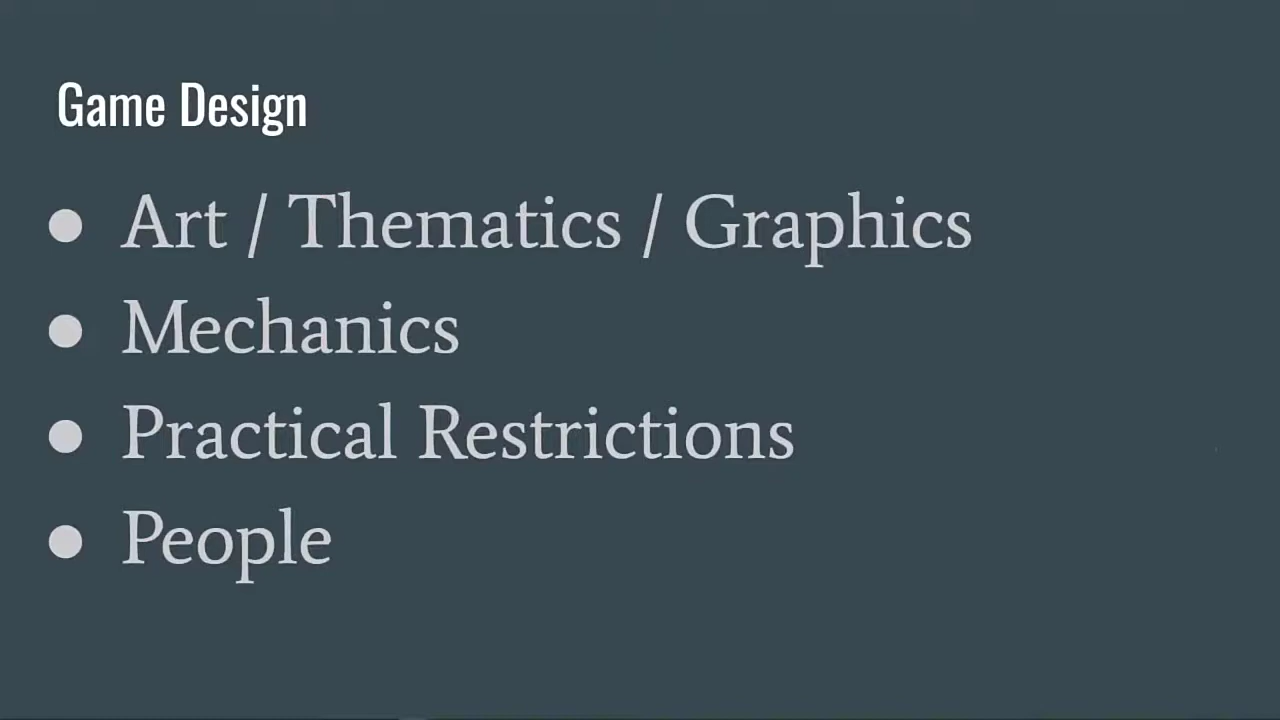 Game Design
● Art / Thematics / Graphics
● Mechanics
● Practical Restrictions
● People